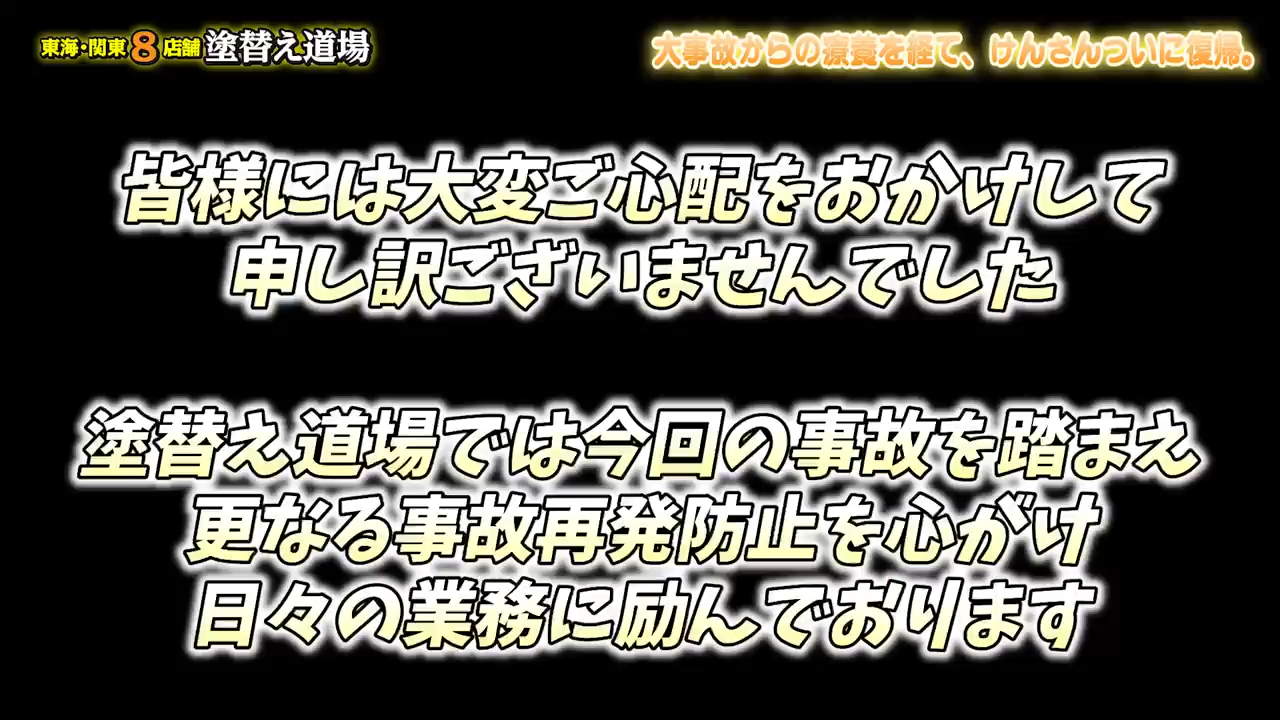 東海・関東8店舗 塗替え道場
大事故からの療養を経て、けんさんついに復帰。
皆様には大変ご心配をおかけして
申し訳ございませんでした
塗替え道場では今回の事故を踏まえ
更なる事故再発防止を心がけ
日々の業務に励んでおります